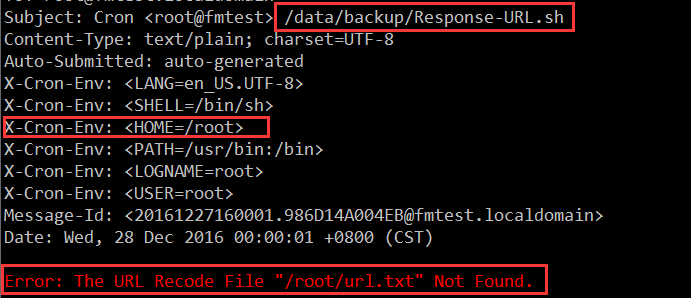 Subject: Cron <root@fmtest> /data/backup/Response-URL.sh
Content-Type: text/plain; charset=UTF-8
Auto-Submitted: auto-generated
X-Cron-Env: <LANG=en_US.UTF-8>
X-Cron-Env: <SHELL=/bin/sh>
X-Cron-Env: <HOME=/root>
X-Cron-Env: <PATH=/usr/bin:/bin>
X-Cron-Env: <LOGNAME=root>
X-Cron-Env: <USER=root>
Message-Id: <20161227160001.986D14A004EB@fmtest.localdomain>
Date: Wed, 28 Dec 2016 00:00:01 +0800 (CST)
Error: The URL Recode File "/root/url.txt" Not Found.